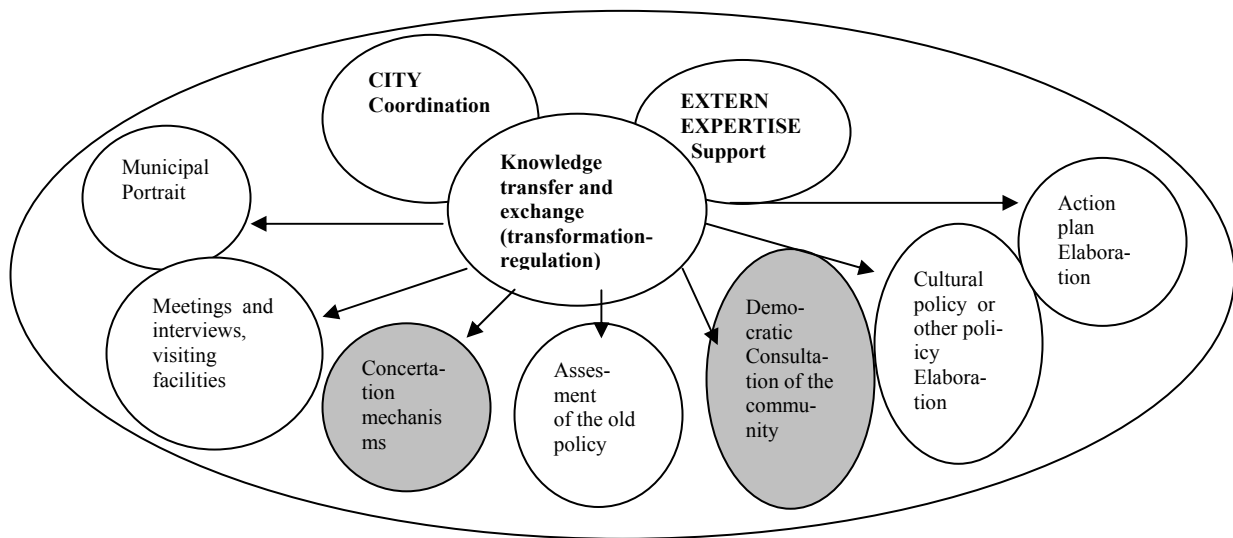 CITY
Coordination
EXTERN
EXPERTISE
Support
Knowledge
transfer and
exchange
(transformation-
regulation)
Municipal
Portrait
Meetings and
interviews,
visiting
facilities
Concerta-
tion
mechanis
ms
Asses-
ment
of the old
policy
Demo-
cratic
Consulta-
tion of the
commu-
nity
Cultural
policy or
other poli-
cy
Elabora-
tion
Action
plan
Elabora-
tion